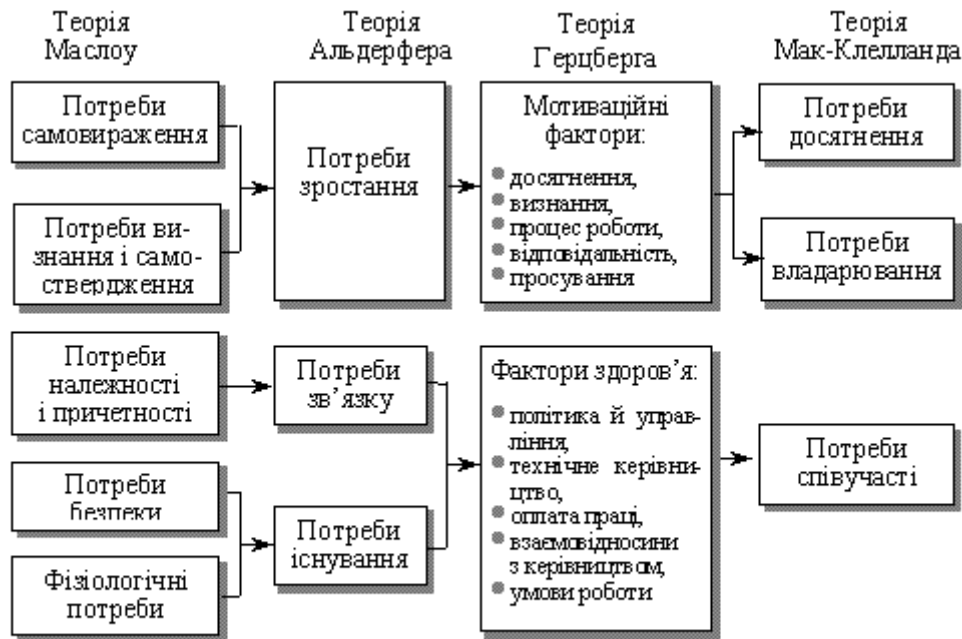 Теорія
Маслоу
Теорія
Альдерфера
Теорія
Герцберга
Теорія
Мак-Клелланда
Потреби
самовираження
Потреби ви-
знання і само-
ствердження
Потреби
зростання
Мотиваційні
фактори:
досягнення,
визнання,
процес роботи,
відповідальність,
просування
Потреби
досягнення
Потреби
владарювання
Потреби
належності
і причетності
Потреби
безпеки
Фізіологічні
потреби
Потреби
зв’язку
Потреби
існування
Фактори здоров’я:
політика й управ-
ління,
технічне керівни-
цтво,
оплата праці,
взаємовідносини
з керівництвом,
умови роботи
Потреби
співучасті